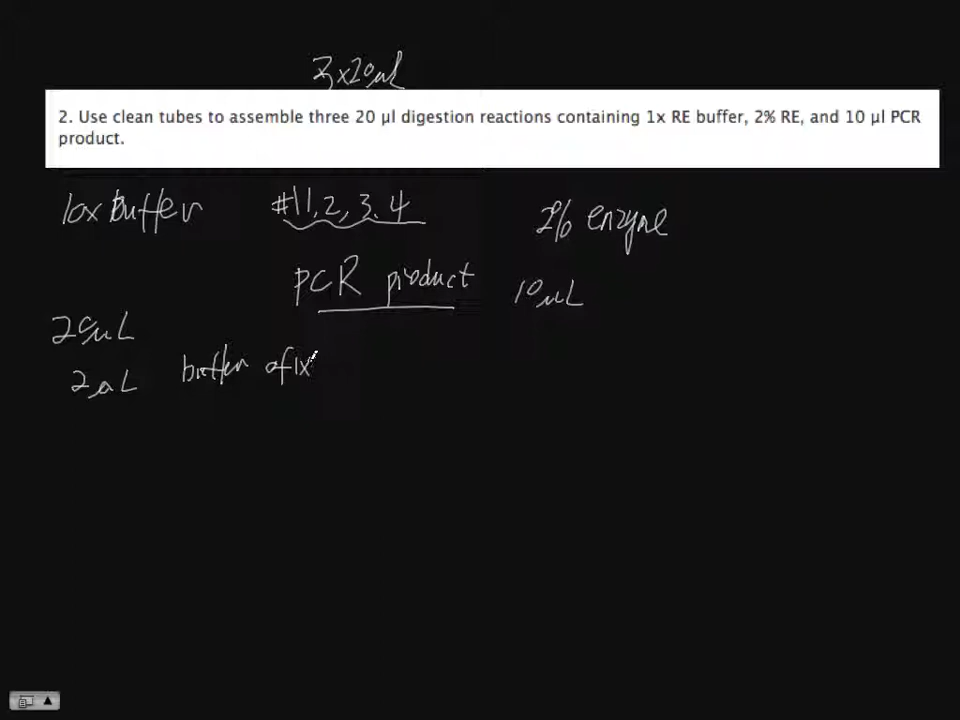 3x20µL
2. Use clean tubes to assemble three 20 µl digestion reactions containing 1x RE buffer, 2% RE, and 10 µl PCR
product.
10x Buffer #1,2,3,4 2% enzyme
PCR product 10µL
20µL
2µL buffer of 1x